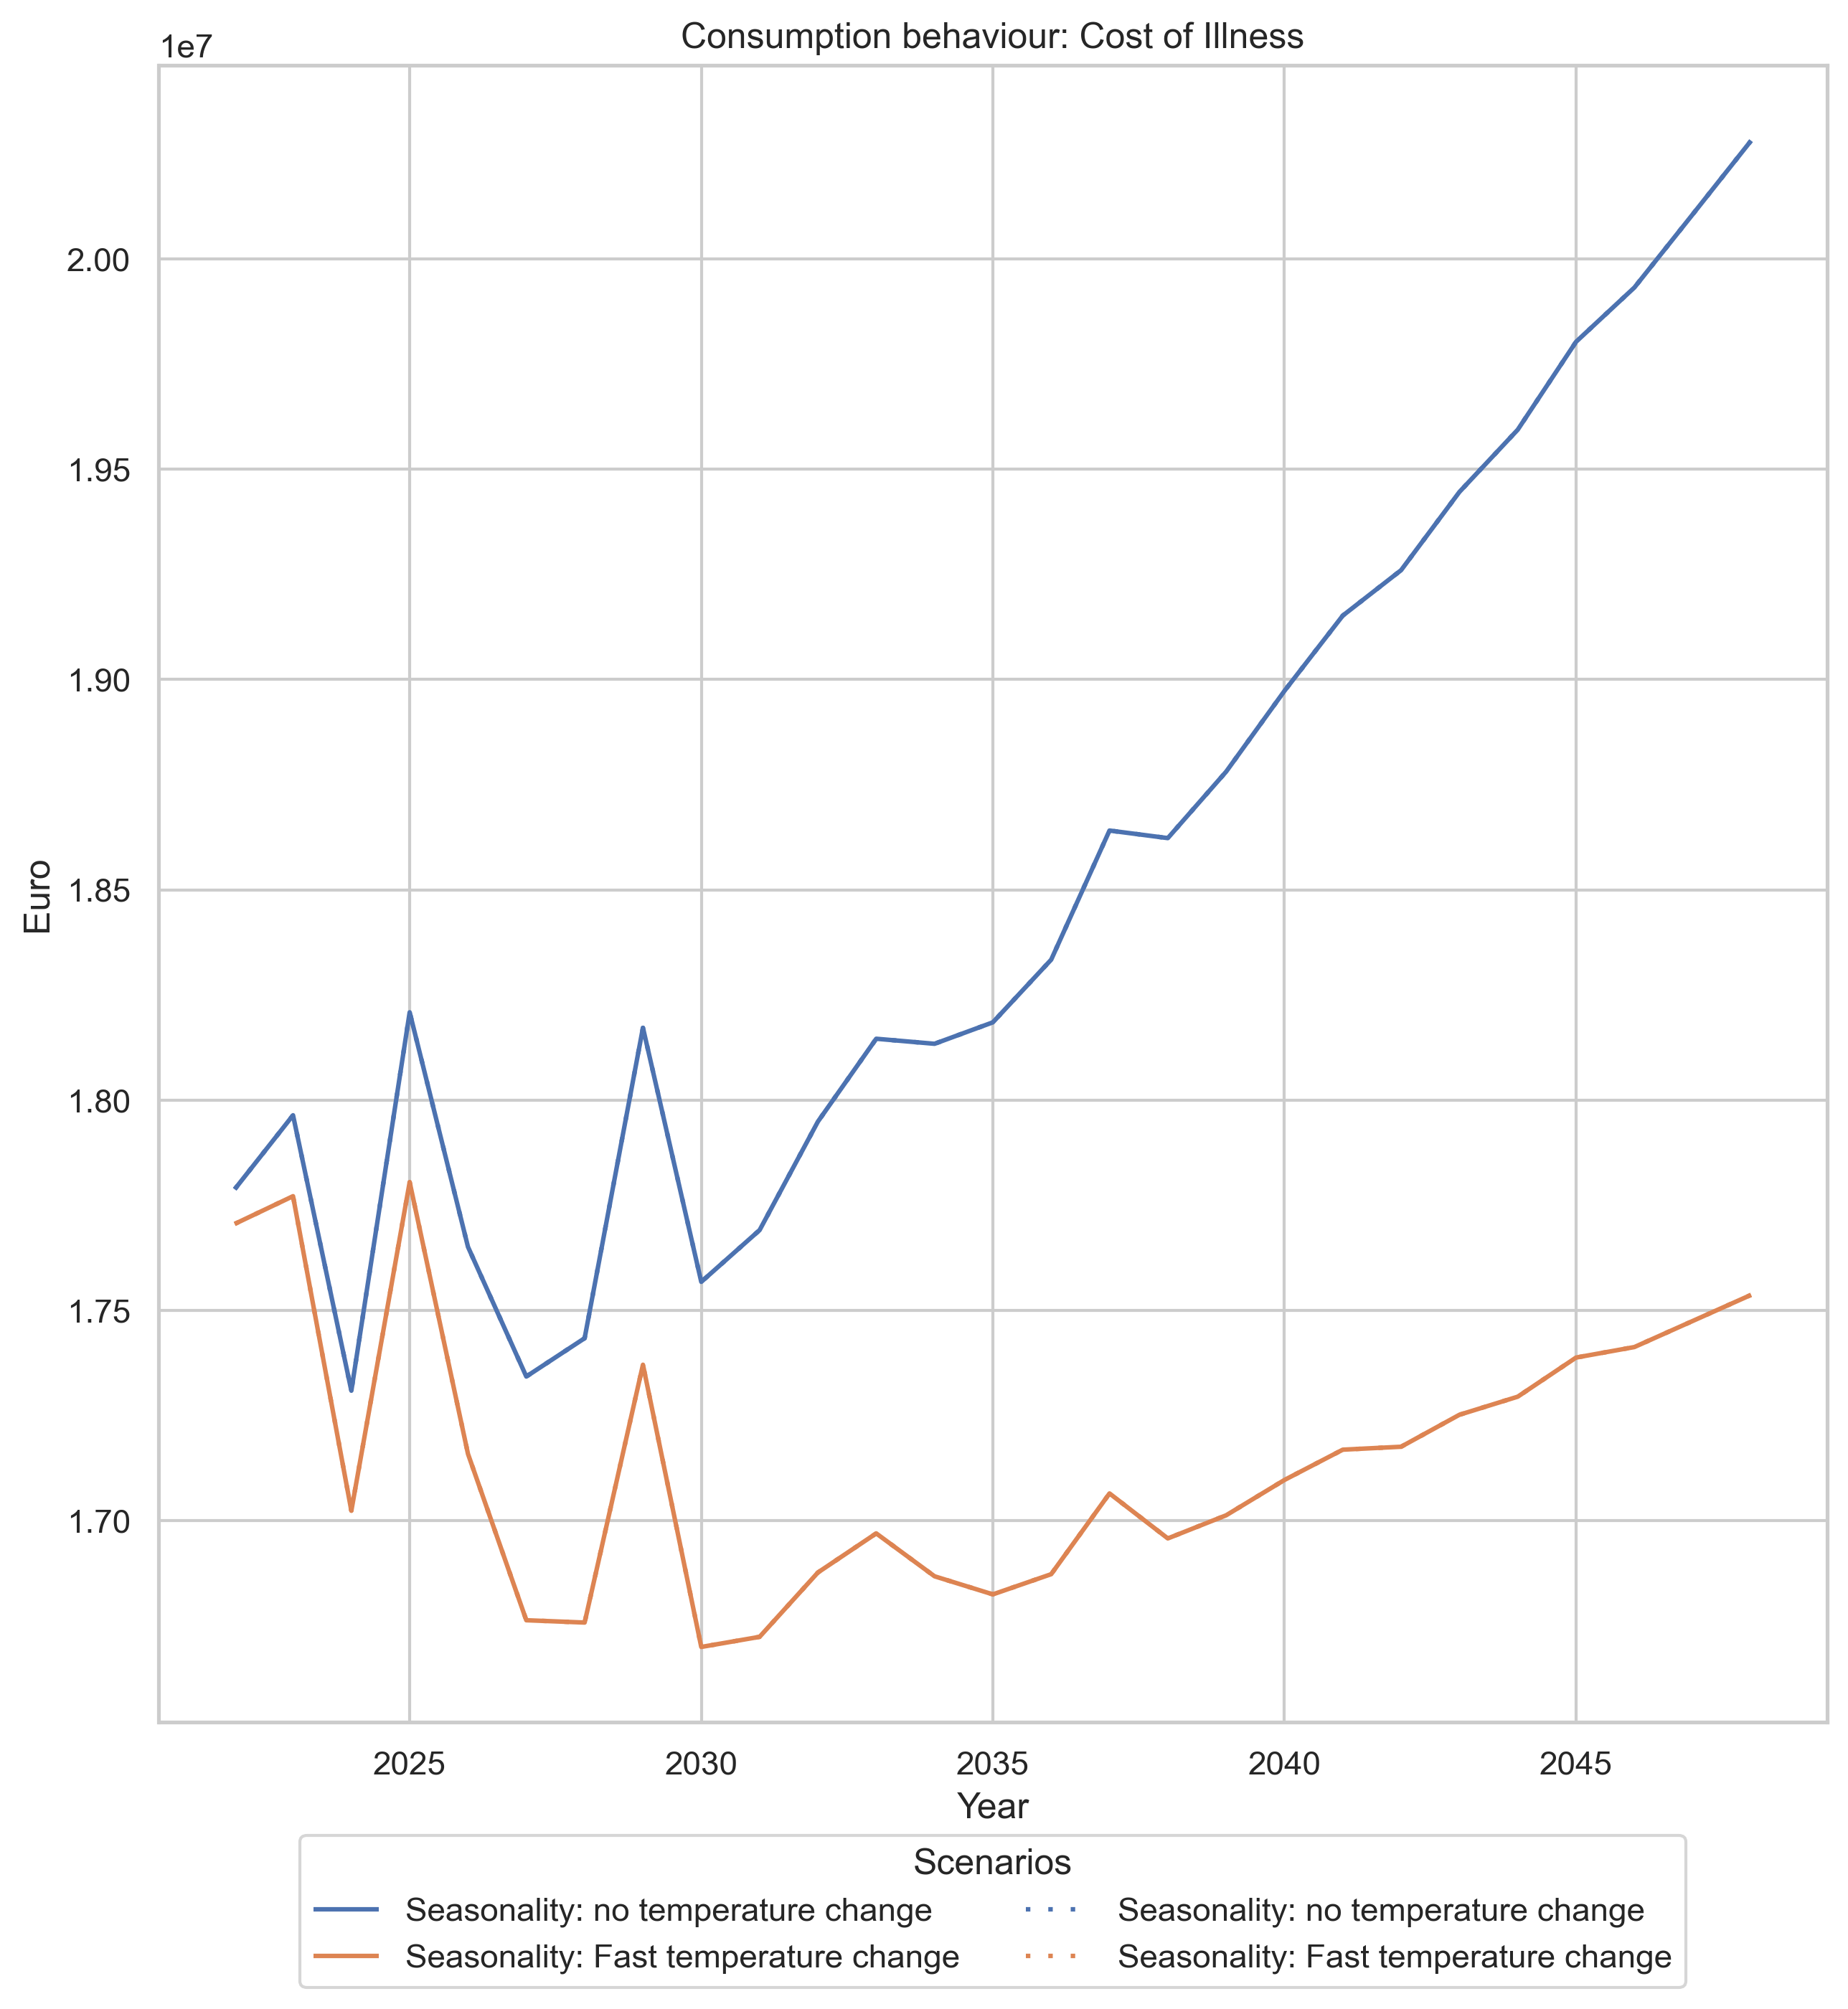 Consumption behaviour: Cost of Illness
1e7
2.00
1.95
1.90
1.85
1.80
1.75
1.70
Euro
2025 2030 2035 2040 2045
Year
Scenarios
Seasonality: no temperature change Seasonality: no temperature change
Seasonality: Fast temperature change Seasonality: Fast temperature change